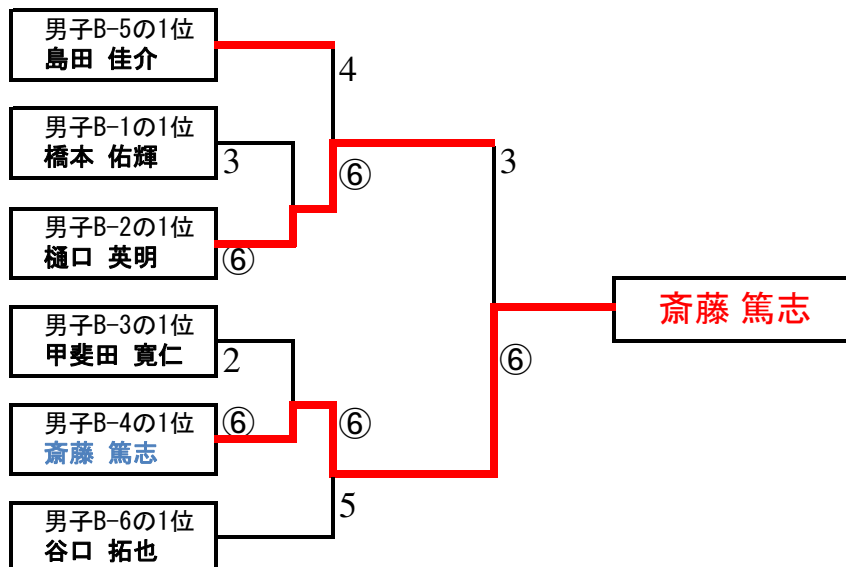 男子B-5の1位
島田 佳介
4
男子B-1の1位
橋本 佑輝
3
⑥
3
男子B-2の1位
樋口 英明
⑥
斎藤 篤志
男子B-3の1位
甲斐田 寛仁
2
⑥
男子B-4の1位
斎藤 篤志
⑥
⑥
男子B-6の1位
谷口 拓也
5